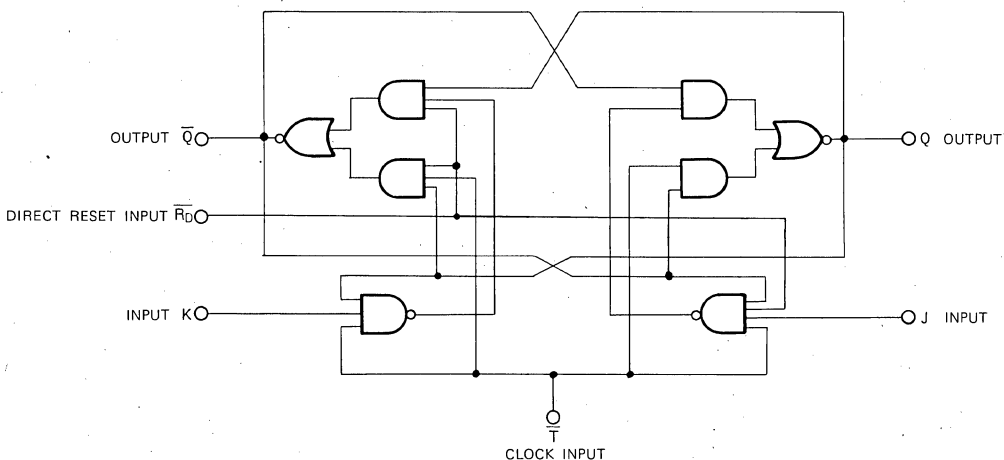 OUTPUT Q̅
Q OUTPUT
DIRECT RESET INPUT R̅D̅
INPUT K
J INPUT
T̅
CLOCK INPUT